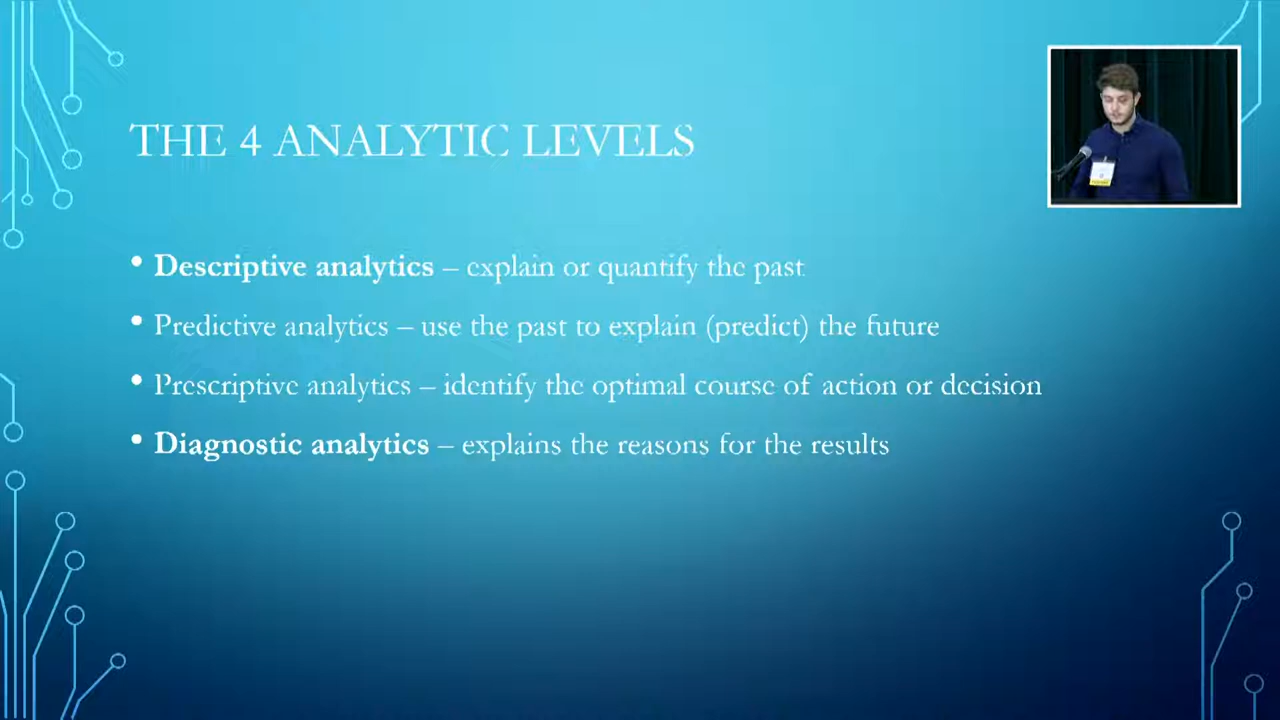 THE 4 ANALYTIC LEVELS
• Descriptive analytics – explain or quantify the past
• Predictive analytics – use the past to explain (predict) the future
• Prescriptive analytics – identify the optimal course of action or decision
• Diagnostic analytics – explains the reasons for the results